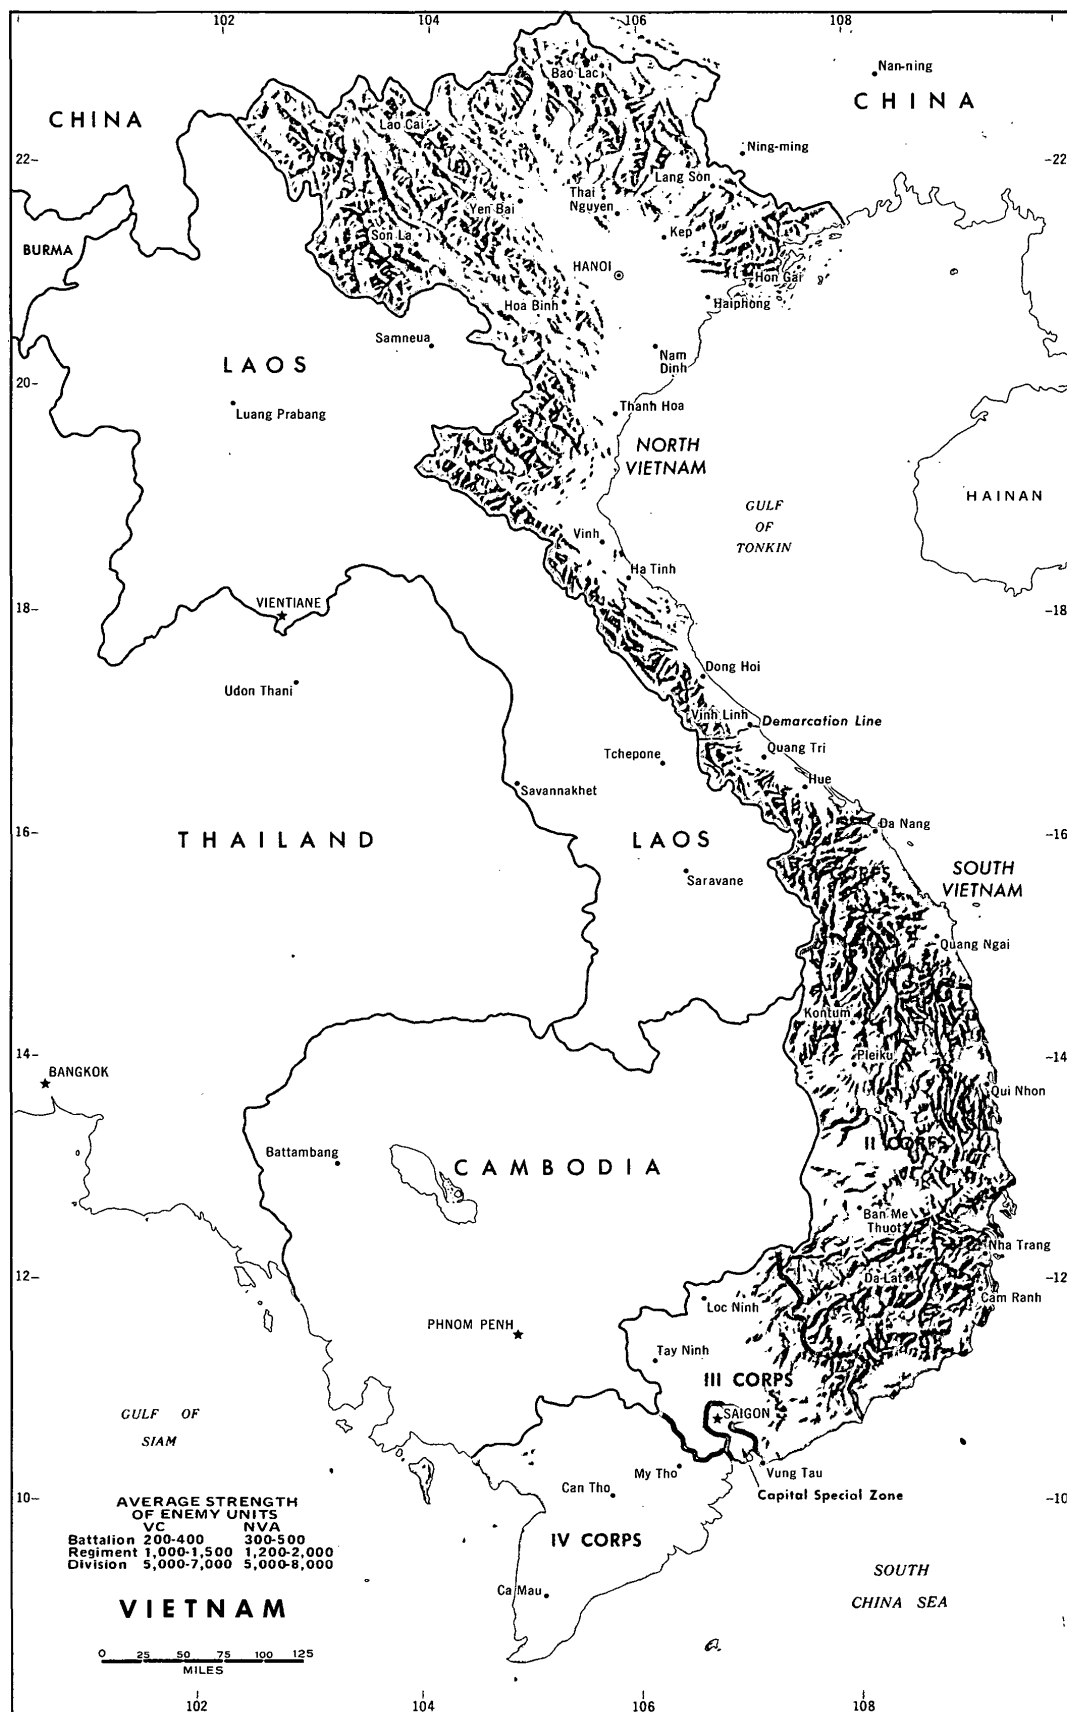 102 104 106 108
Bao Lac
Nan-ning
CHINA
CHINA
Lao Cai
Ning-ming
22-
-22
Lang Son
Thai
Nguyen
Yen Bai
Son La
Kep
BURMA
HANOI
Hon Gai
Hoa Binh
Haiphong
Samneua
Nam
Dinh
LAOS
20-
Luang Prabang
Thanh Hoa
NORTH
VIETNAM
HAINAN
GULF
OF
TONKIN
Vinh
Ha Tinh
VIENTIANE
18-
-18
Dong Hoi
Udon Thani
Vinh Linh
Demarcation Line
Tchepone
Quang Tri
Hue
Savannakhet
Da Nang
16-
-16
THAILAND
LAOS
SOUTH
VIETNAM
I CORPS
Saravane
Quang Ngai
Kontum
14-
-14
Pleiku
BANGKOK
Qui Nhon
II CORPS
Battambang
CAMBODIA
Ban Me
Thuot
Nha Trang
12-
-12
Da Lat
Cam Ranh
Loc Ninh
PHNOM PENH
Tay Ninh
III CORPS
SAIGON
GULF OF
SIAM
My Tho
Vung Tau
Can Tho
Capital Special Zone
10-
-10
AVERAGE STRENGTH
OF ENEMY UNITS
VC NVA
Battalion 200-400 300-500
Regiment 1,000-1,500 1,200-2,000
Division 5,000-7,000 5,000-8,000
IV CORPS
SOUTH
CHINA SEA
Ca Mau
VIETNAM
0 25 50 75 100 125
MILES
102 104 106 108